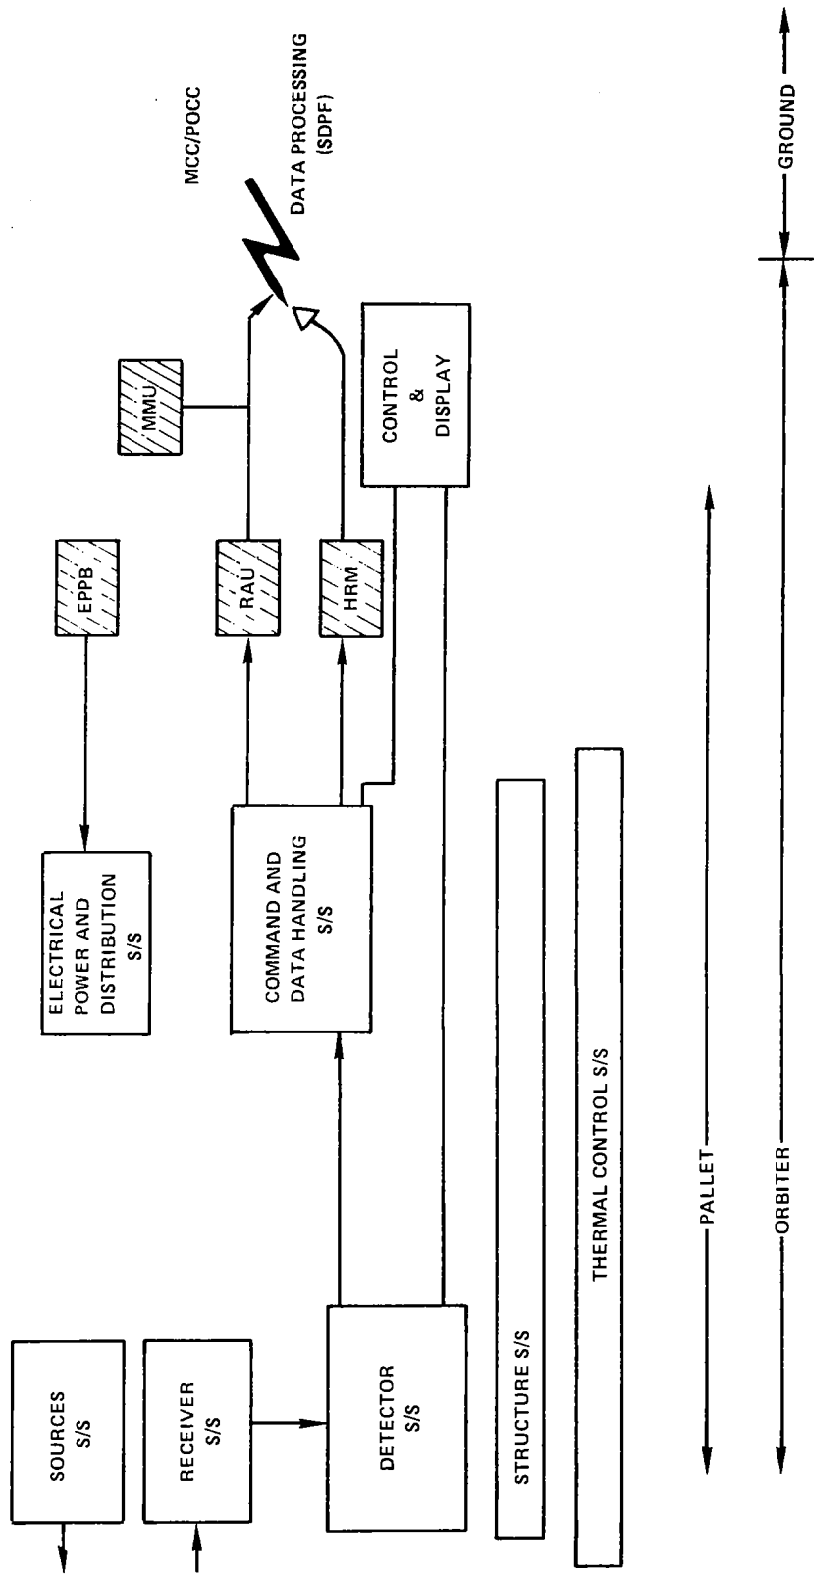 SOURCES
S/S
RECEIVER
S/S
DETECTOR
S/S
ELECTRICAL
POWER AND
DISTRIBUTION
S/S
COMMAND AND
DATA HANDLING
S/S
EPPB
RAU
HRM
MMU
CONTROL
&
DISPLAY
MCC/POCC
DATA PROCESSING
(SDPF)
STRUCTURE S/S
THERMAL CONTROL S/S
PALLET
ORBITER
GROUND